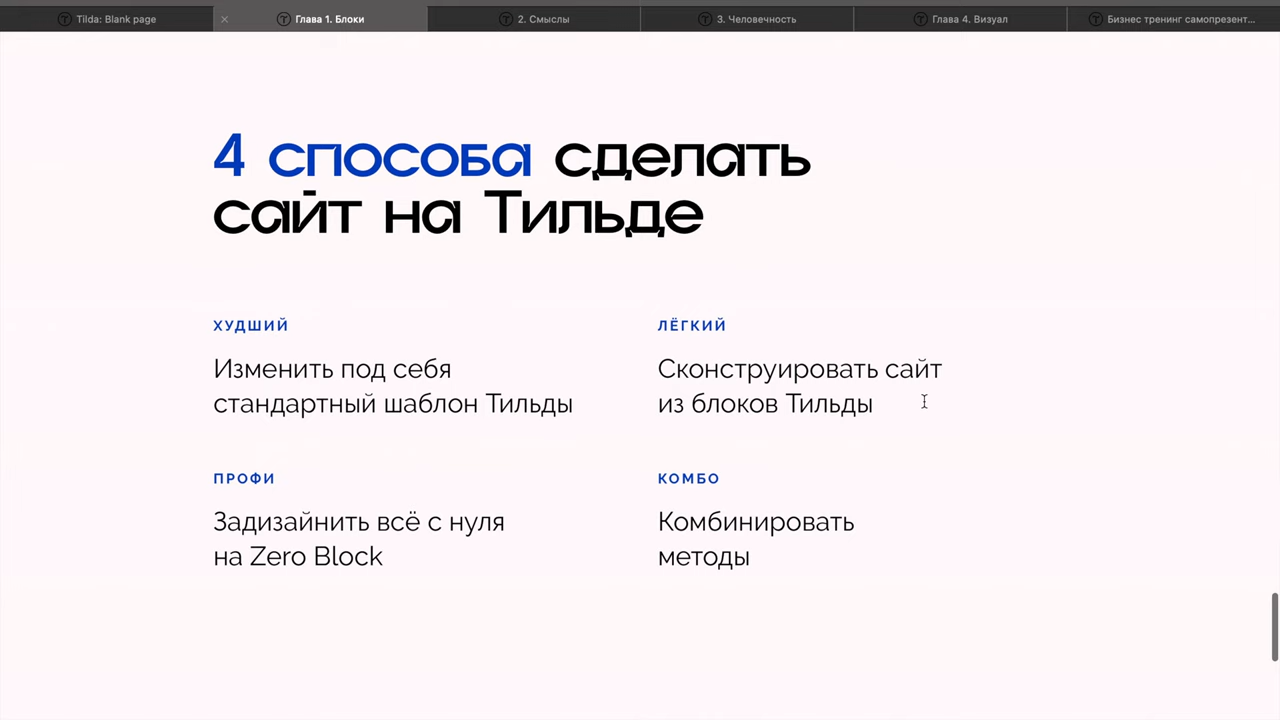 Tilda: Blank page
Глава 1. Блоки
2. Смыслы
3. Человечность
Глава 4. Визуал
Бизнес тренинг самопрезент...
4 способа сделать
сайт на Тильде
ХУДШИЙ
Изменить под себя
стандартный шаблон Тильды
ЛЁГКИЙ
Сконструировать сайт
из блоков Тильды
ПРОФИ
Задизайнить всё с нуля
на Zero Block
КОМБО
Комбинировать
методы